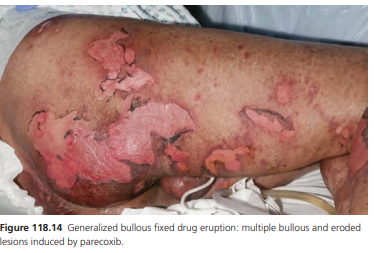 Figure 118.14 Generalized bullous fixed drug eruption: multiple bullous and eroded
lesions induced by parecoxib.